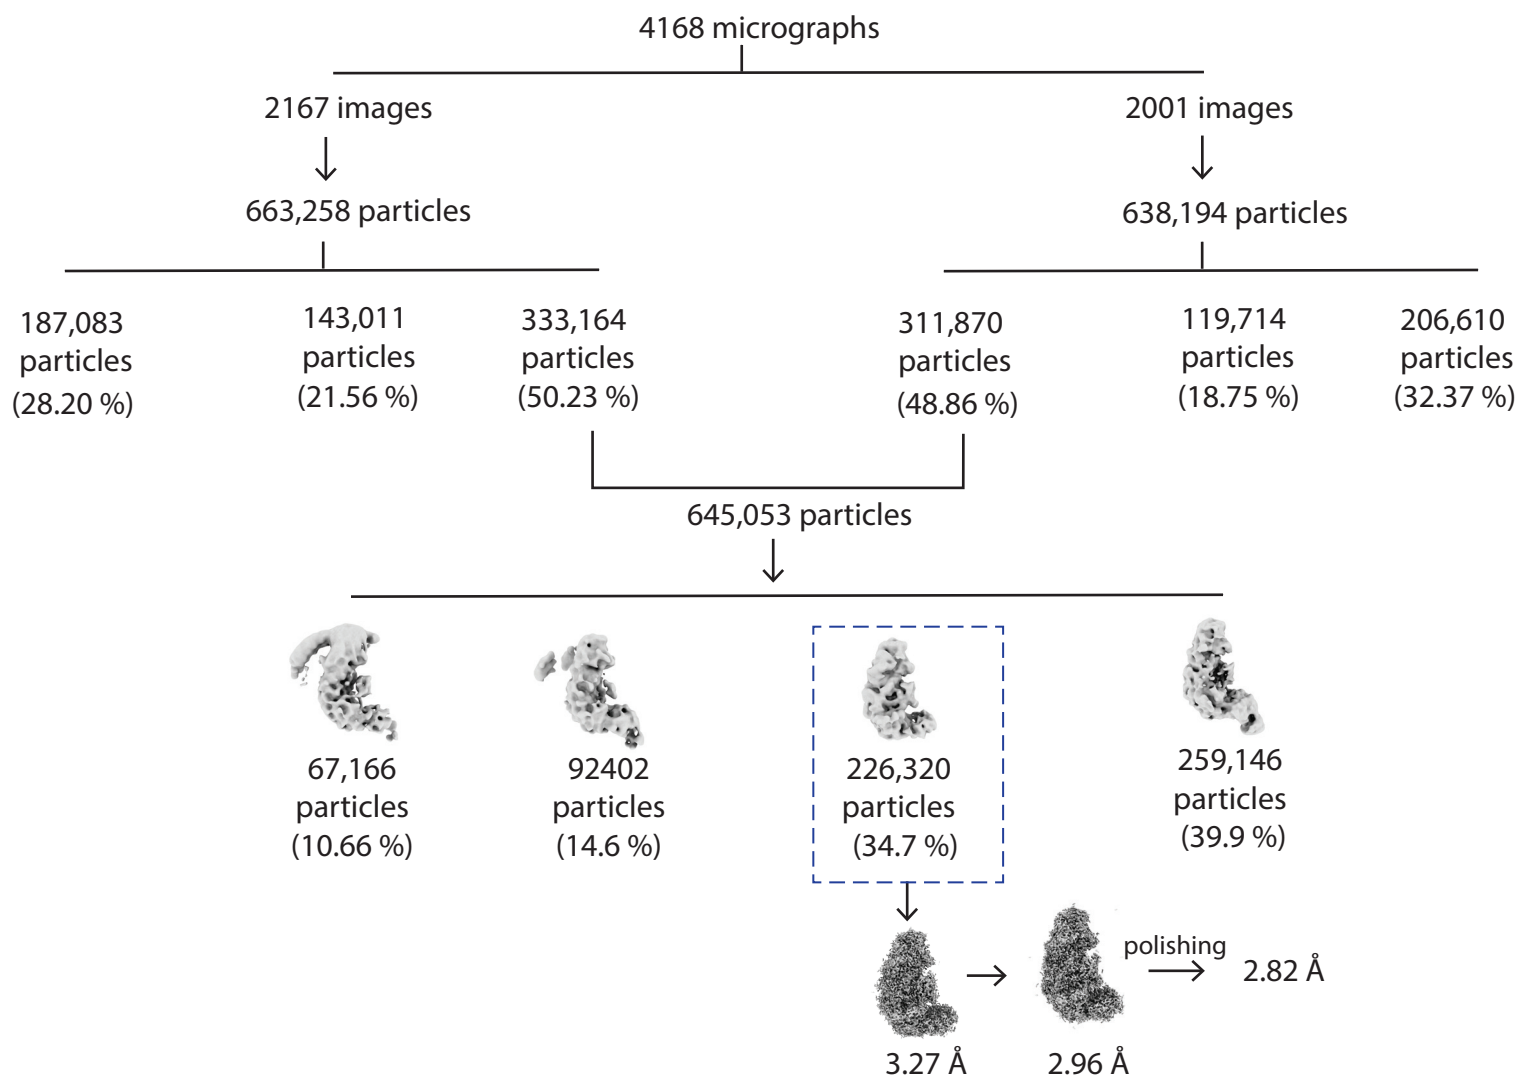 4168 micrographs
2167 images
2001 images
663,258 particles
638,194 particles
187,083
particles
(28.20 %)
143,011
particles
(21.56 %)
333,164
particles
(50.23 %)
311,870
particles
(48.86 %)
119,714
particles
(18.75 %)
206,610
particles
(32.37 %)
645,053 particles
67,166
particles
(10.66 %)
92402
particles
(14.6 %)
226,320
particles
(34.7 %)
259,146
particles
(39.9 %)
polishing
2.82 Å
3.27 Å
2.96 Å